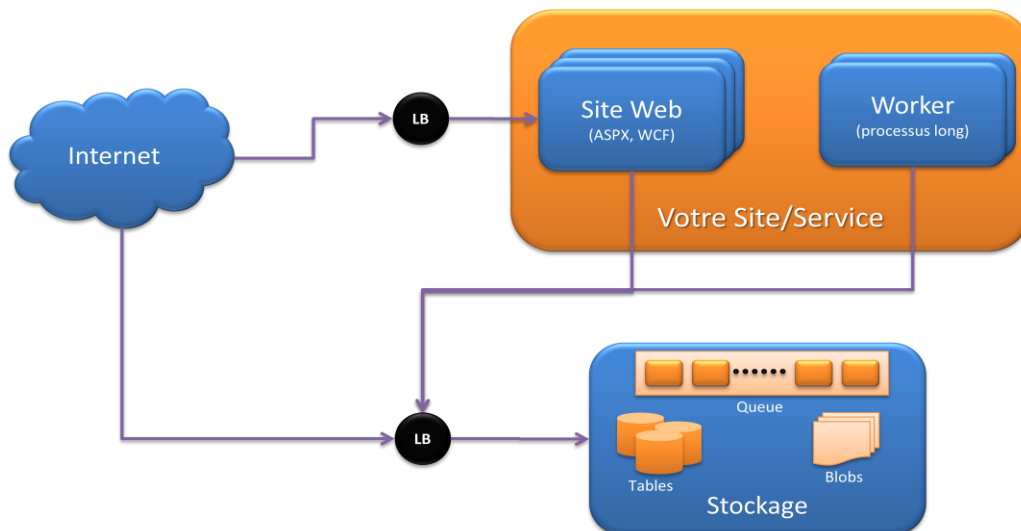 Internet
LB
Site Web
(ASPX, WCF)
Worker
(processus long)
Votre Site/Service
LB
Queue
Tables
Blobs
Stockage